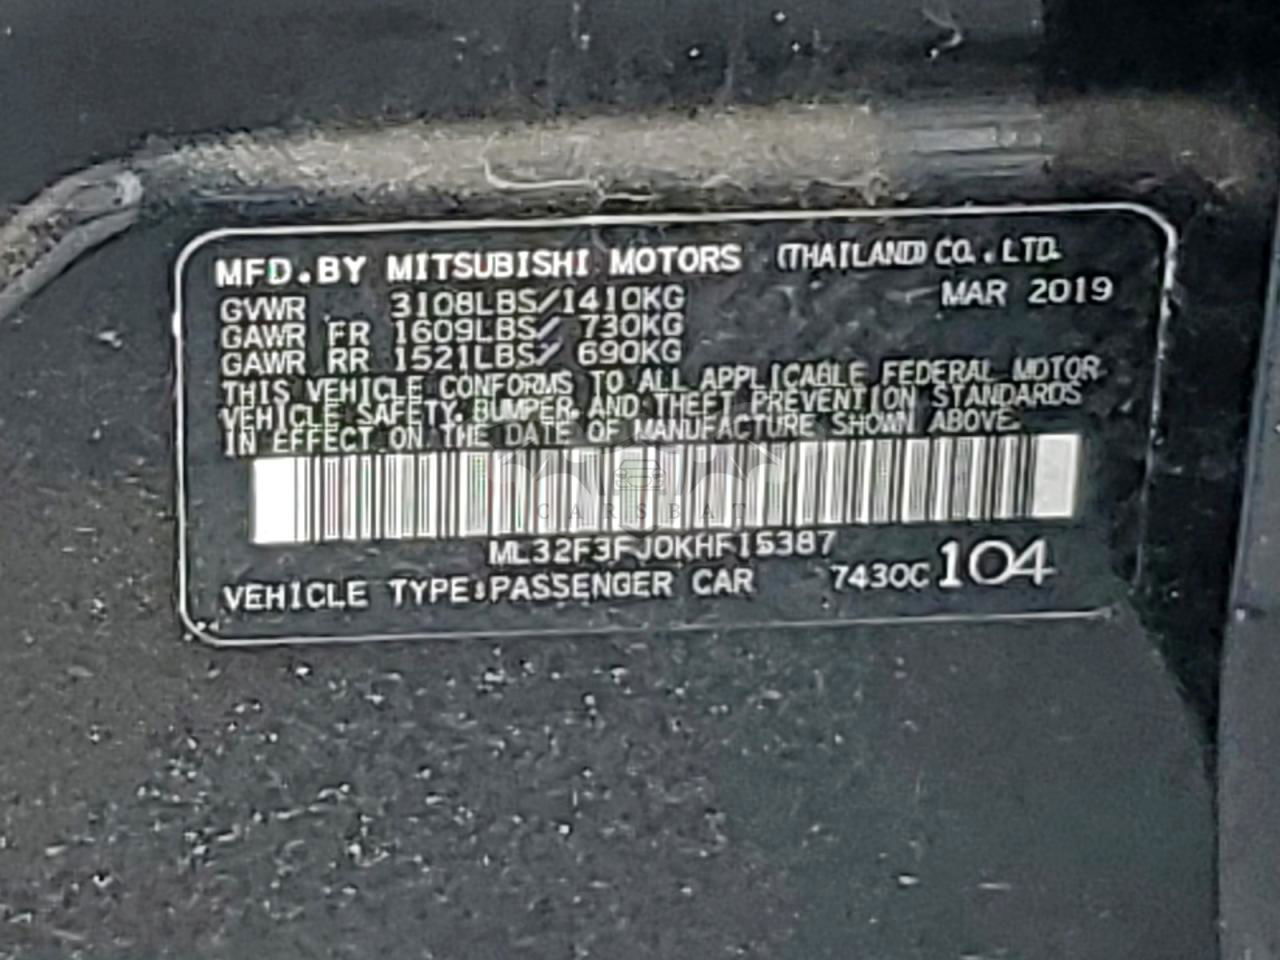 MFD.BY MITSUBISHI MOTORS (THAILAND) CO.,LTD.
GVWR 3108LBS/1410KG MAR 2019
GAWR FR 1609LBS/ 730KG
GAWR RR 1521LBS/ 690KG
THIS VEHICLE CONFORMS TO ALL APPLICABLE FEDERAL MOTOR
VEHICLE SAFETY, BUMPER, AND THEFT PREVENTION STANDARDS
IN EFFECT ON THE DATE OF MANUFACTURE SHOWN ABOVE.
CARSBAT
ML32F3FJ0KHF15387
VEHICLE TYPE:PASSENGER CAR 7430C 104